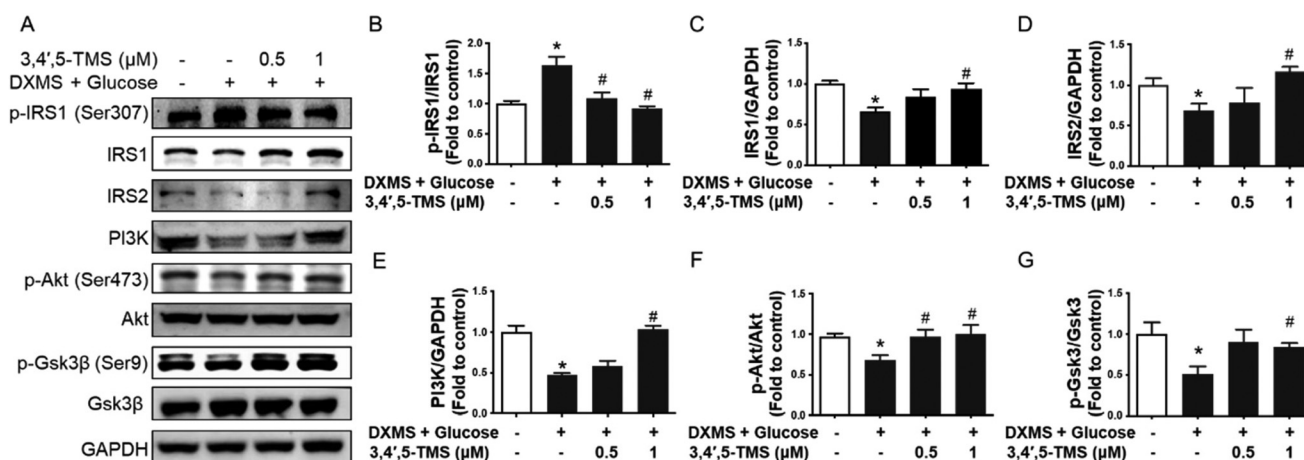 A
3,4′,5-TMS (μM) - - 0.5 1
DXMS + Glucose - + + +
p-IRS1 (Ser307)
IRS1
IRS2
PI3K
p-Akt (Ser473)
Akt
p-Gsk3β (Ser9)
Gsk3β
GAPDH
B
p-IRS1/IRS1
(Fold to control)
2.0
1.5
1.0
0.5
0.0
*
#
#
DXMS + Glucose - + + +
3,4′,5-TMS (μM) - - 0.5 1
C
IRS1/GAPDH
(Fold to control)
1.5
1.0
0.5
0.0
*
#
DXMS + Glucose - + + +
3,4′,5-TMS (μM) - - 0.5 1
D
IRS2/GAPDH
(Fold to control)
1.5
1.0
0.5
0.0
*
#
DXMS + Glucose - + + +
3,4′,5-TMS (μM) - - 0.5 1
E
PI3K/GAPDH
(Fold to control)
1.5
1.0
0.5
0.0
*
#
DXMS + Glucose - + + +
3,4′,5-TMS (μM) - - 0.5 1
F
p-Akt/Akt
(Fold to control)
1.5
1.0
0.5
0.0
*
#
#
DXMS + Glucose - + + +
3,4′,5-TMS (μM) - - 0.5 1
G
p-Gsk3/Gsk3
(Fold to control)
1.5
1.0
0.5
0.0
*
#
DXMS + Glucose - + + +
3,4′,5-TMS (μM) - - 0.5 1